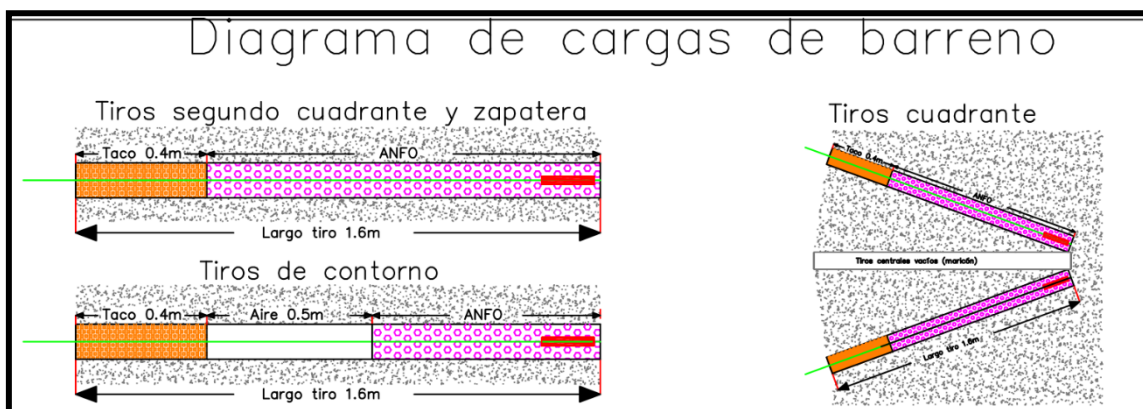 Diagrama de cargas de barreno
Tiros segundo cuadrante y zapatera
Taco 0.4m
ANFO
Largo tiro 1.6m
Tiros de contorno
Taco 0.4m
Aire 0.5m
ANFO
Largo tiro 1.6m
Tiros cuadrante
Taco 0.4m
ANFO
Tiros centrales vacíos (maricón)
Largo tiro 1.6m